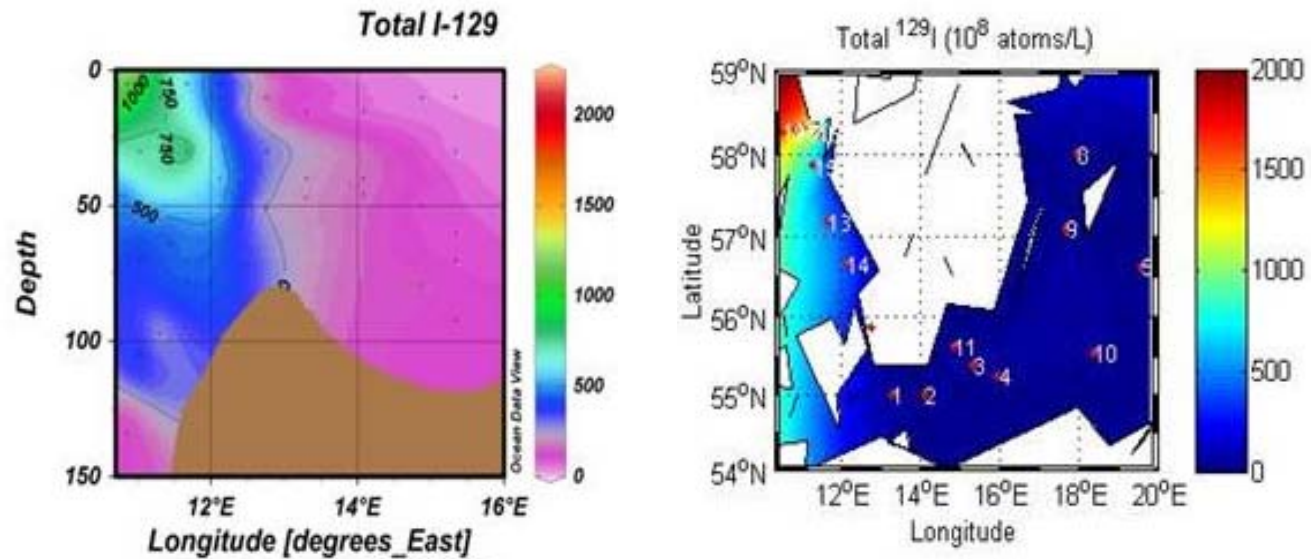 Total I-129
0
50
100
150
Depth
12°E
14°E
16°E
Longitude [degrees_East]
1000
750
750
500
Ocean Data View
2000
1500
1000
500
0
Total ¹²⁹I (10⁸ atoms/L)
59°N
58°N
57°N
56°N
55°N
54°N
Latitude
12°E
14°E
16°E
18°E
20°E
Longitude
13
14
11
3
4
1
2
8
9
10
2000
1500
1000
500
0